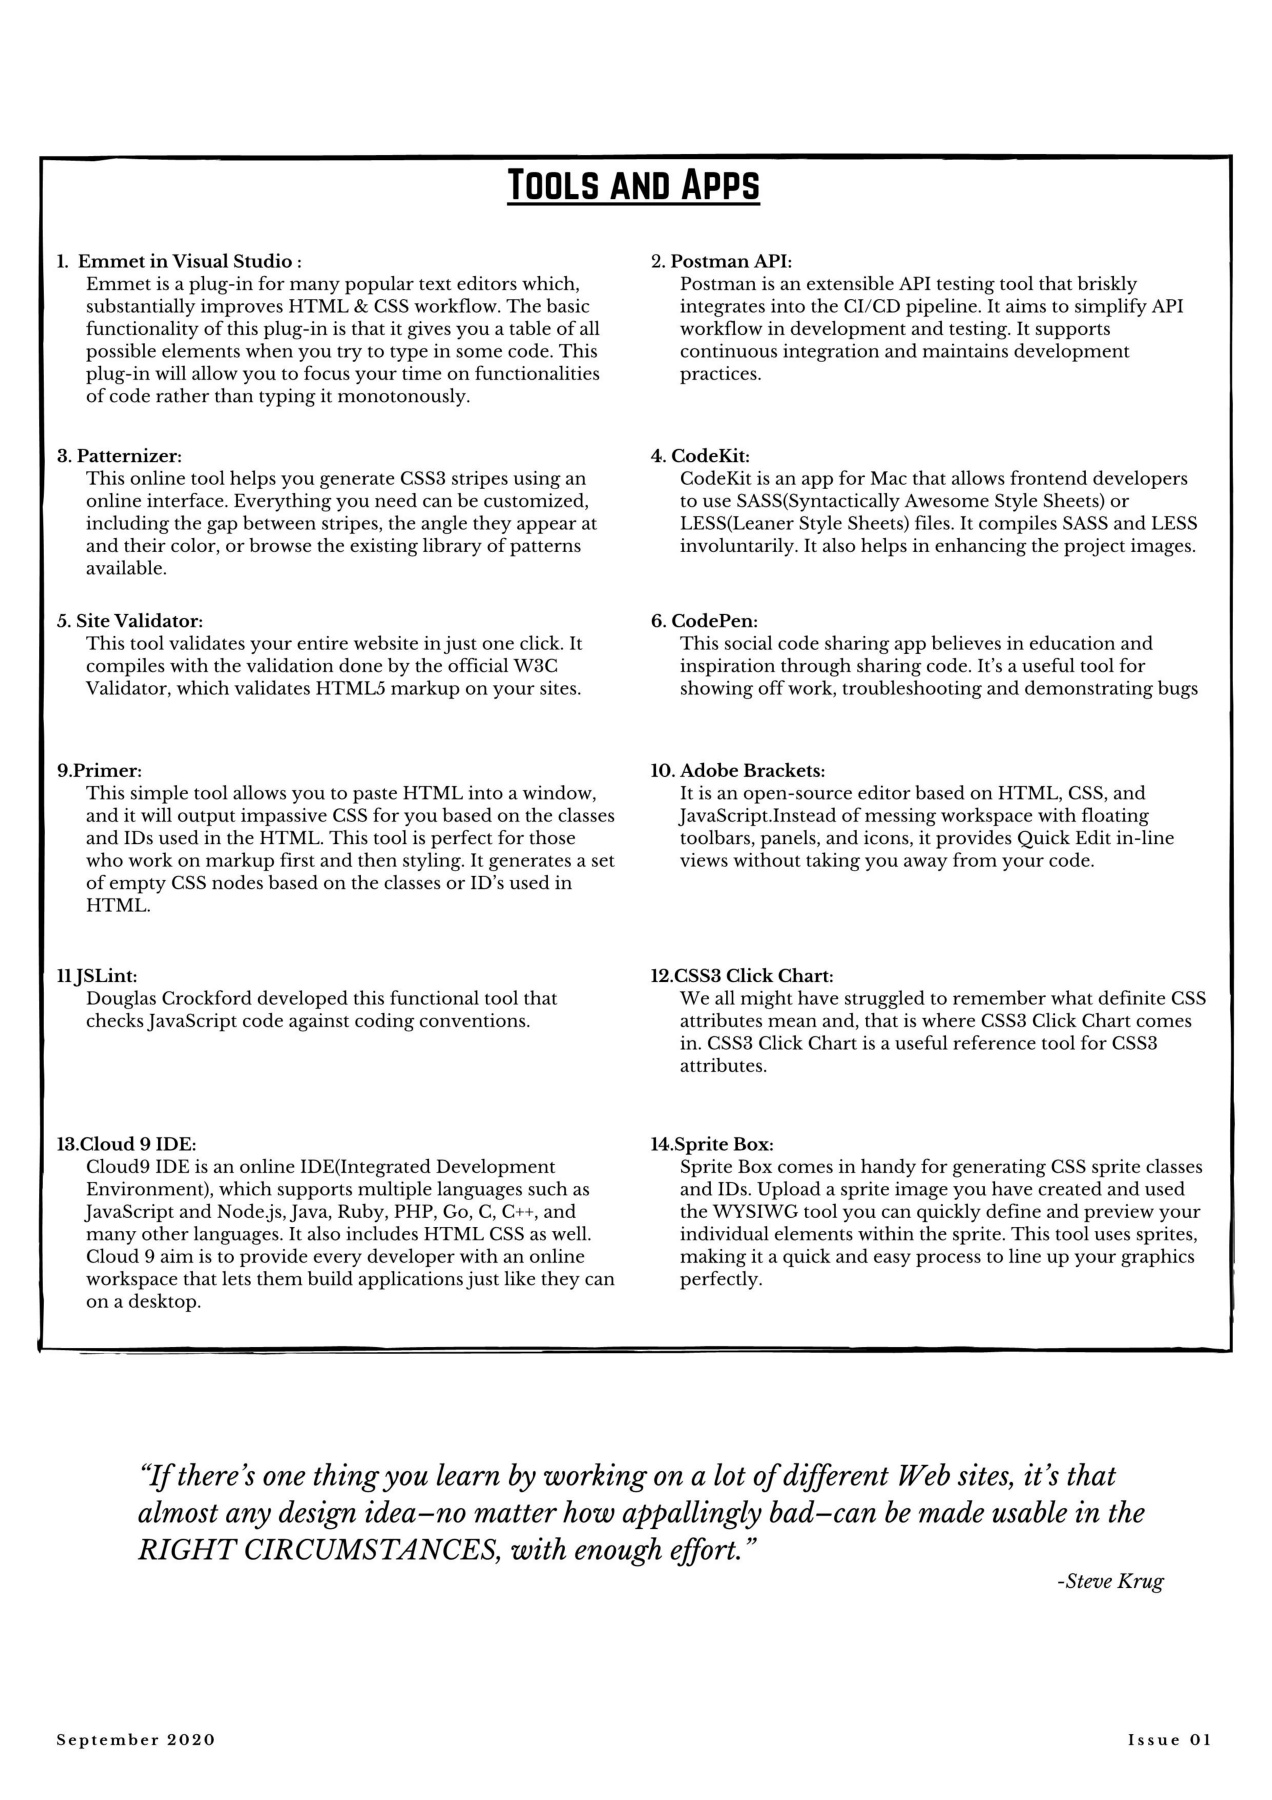 Tools and Apps
1. Emmet in Visual Studio :
Emmet is a plug-in for many popular text editors which,
substantially improves HTML & CSS workflow. The basic
functionality of this plug-in is that it gives you a table of all
possible elements when you try to type in some code. This
plug-in will allow you to focus your time on functionalities
of code rather than typing it monotonously.
2. Postman API:
Postman is an extensible API testing tool that briskly
integrates into the CI/CD pipeline. It aims to simplify API
workflow in development and testing. It supports
continuous integration and maintains development
practices.
3. Patternizer:
This online tool helps you generate CSS3 stripes using an
online interface. Everything you need can be customized,
including the gap between stripes, the angle they appear at
and their color, or browse the existing library of patterns
available.
4. CodeKit:
CodeKit is an app for Mac that allows frontend developers
to use SASS(Syntactically Awesome Style Sheets) or
LESS(Leaner Style Sheets) files. It compiles SASS and LESS
involuntarily. It also helps in enhancing the project images.
5. Site Validator:
This tool validates your entire website in just one click. It
compiles with the validation done by the official W3C
Validator, which validates HTML5 markup on your sites.
6. CodePen:
This social code sharing app believes in education and
inspiration through sharing code. It's a useful tool for
showing off work, troubleshooting and demonstrating bugs
9.Primer:
This simple tool allows you to paste HTML into a window,
and it will output impassive CSS for you based on the classes
and IDs used in the HTML. This tool is perfect for those
who work on markup first and then styling. It generates a set
of empty CSS nodes based on the classes or ID's used in
HTML.
10. Adobe Brackets:
It is an open-source editor based on HTML, CSS, and
JavaScript.Instead of messing workspace with floating
toolbars, panels, and icons, it provides Quick Edit in-line
views without taking you away from your code.
11 JSLint:
Douglas Crockford developed this functional tool that
checks JavaScript code against coding conventions.
12.CSS3 Click Chart:
We all might have struggled to remember what definite CSS
attributes mean and, that is where CSS3 Click Chart comes
in. CSS3 Click Chart is a useful reference tool for CSS3
attributes.
13.Cloud 9 IDE:
Cloud9 IDE is an online IDE(Integrated Development
Environment), which supports multiple languages such as
JavaScript and Node.js, Java, Ruby, PHP, Go, C, C++, and
many other languages. It also includes HTML CSS as well.
Cloud 9 aim is to provide every developer with an online
workspace that lets them build applications just like they can
on a desktop.
14.Sprite Box:
Sprite Box comes in handy for generating CSS sprite classes
and IDs. Upload a sprite image you have created and used
the WYSIWG tool you can quickly define and preview your
individual elements within the sprite. This tool uses sprites,
making it a quick and easy process to line up your graphics
perfectly.
“If there's one thing you learn by working on a lot of different Web sites, it's that
almost any design idea–no matter how appallingly bad–can be made usable in the
RIGHT CIRCUMSTANCES, with enough effort.”
-Steve Krug
September 2020
Issue 01